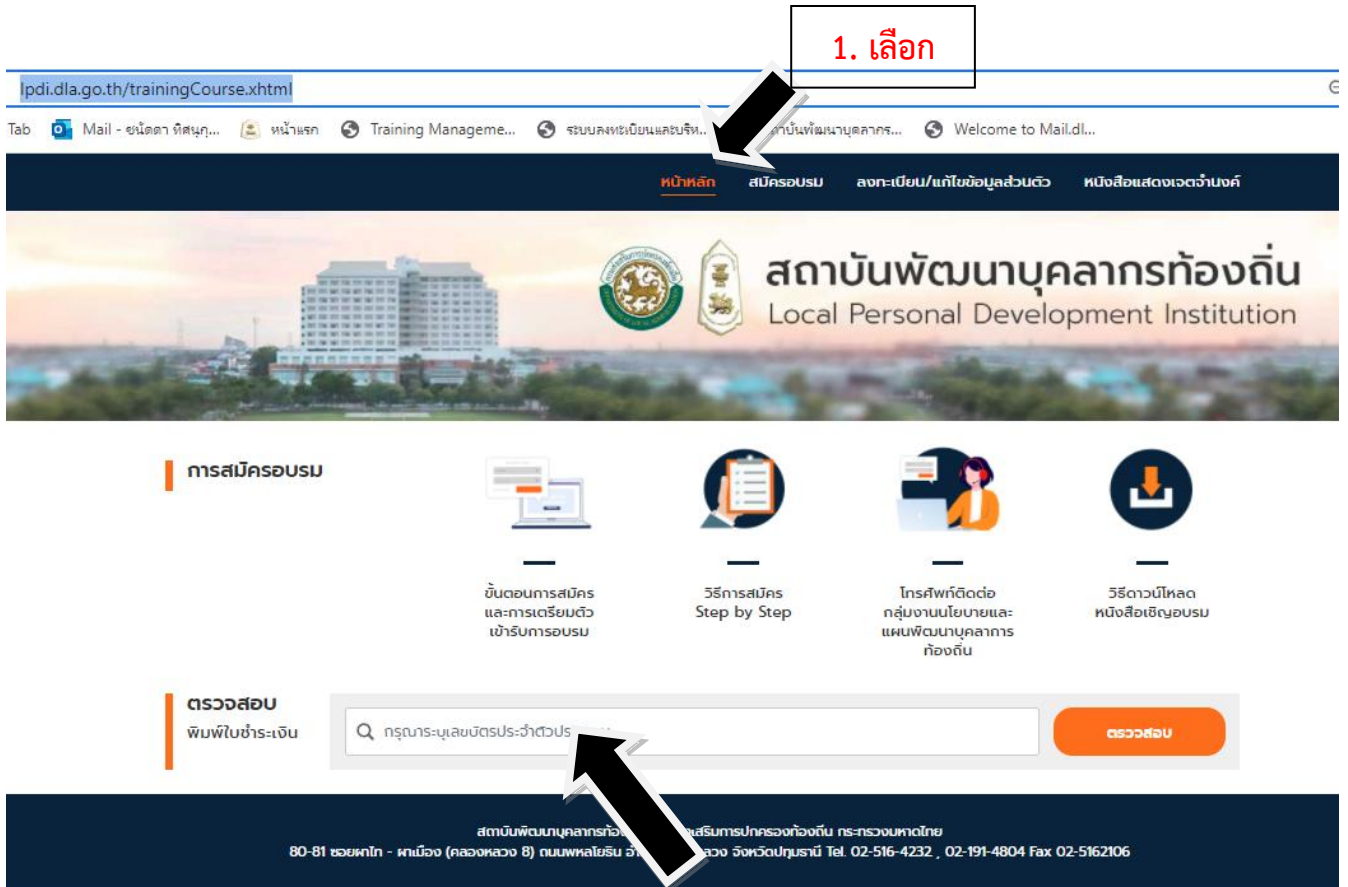 1. เลือก
lpdi.dla.go.th/trainingCourse.xhtml
Tab Mail - ชนัดดา ทิศนุกุ... หน้าแรก Training Manageme... ระบบลงทะเบียนและบริห... บันพัฒนาบุคลากร... Welcome to Mail.dl...
หน้าหลัก สมัครอบรม ลงทะเบียน/แก้ไขข้อมูลส่วนตัว หนังสือแสดงเจตจำนงค์
สถาบันพัฒนาบุคลากรท้องถิ่น
Local Personal Development Institution
การสมัครอบรม
ขั้นตอนการสมัคร
และการเตรียมตัว
เข้ารับการอบรม
วิธีการสมัคร
Step by Step
โทรศัพท์ติดต่อ
กลุ่มงานนโยบายและ
แผนพัฒนาบุคลาการ
ท้องถิ่น
วิธีดาวน์โหลด
หนังสือเชิญอบรม
ตรวจสอบ
พิมพ์ใบชำระเงิน
กรุณาระบุเลขบัตรประจำตัวประ
ตรวจสอบ
สถาบันพัฒนาบุคลากรท้อง เสริมการปกครองท้องถิ่น กระทรวงมหาดไทย
80-81 ซอยผาไท - ผาเมือง (คลองหลวง 8) ถนนพหลโยธิน อำ ลวง จังหวัดปทุมธานี Tel. 02-516-4232 , 02-191-4804 Fax 02-5162106